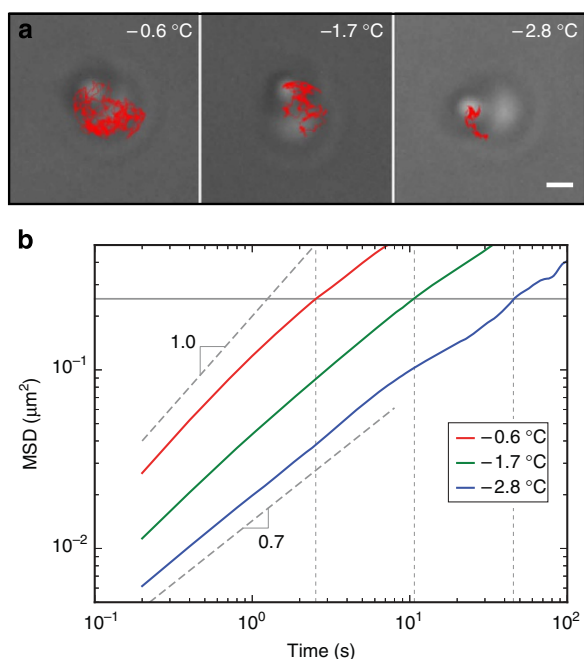 a
−0.6 °C
−1.7 °C
−2.8 °C
b
MSD (μm²)
10⁻¹
10⁻²
1.0
0.7
−0.6 °C
−1.7 °C
−2.8 °C
10⁻¹
10⁰
10¹
10²
Time (s)